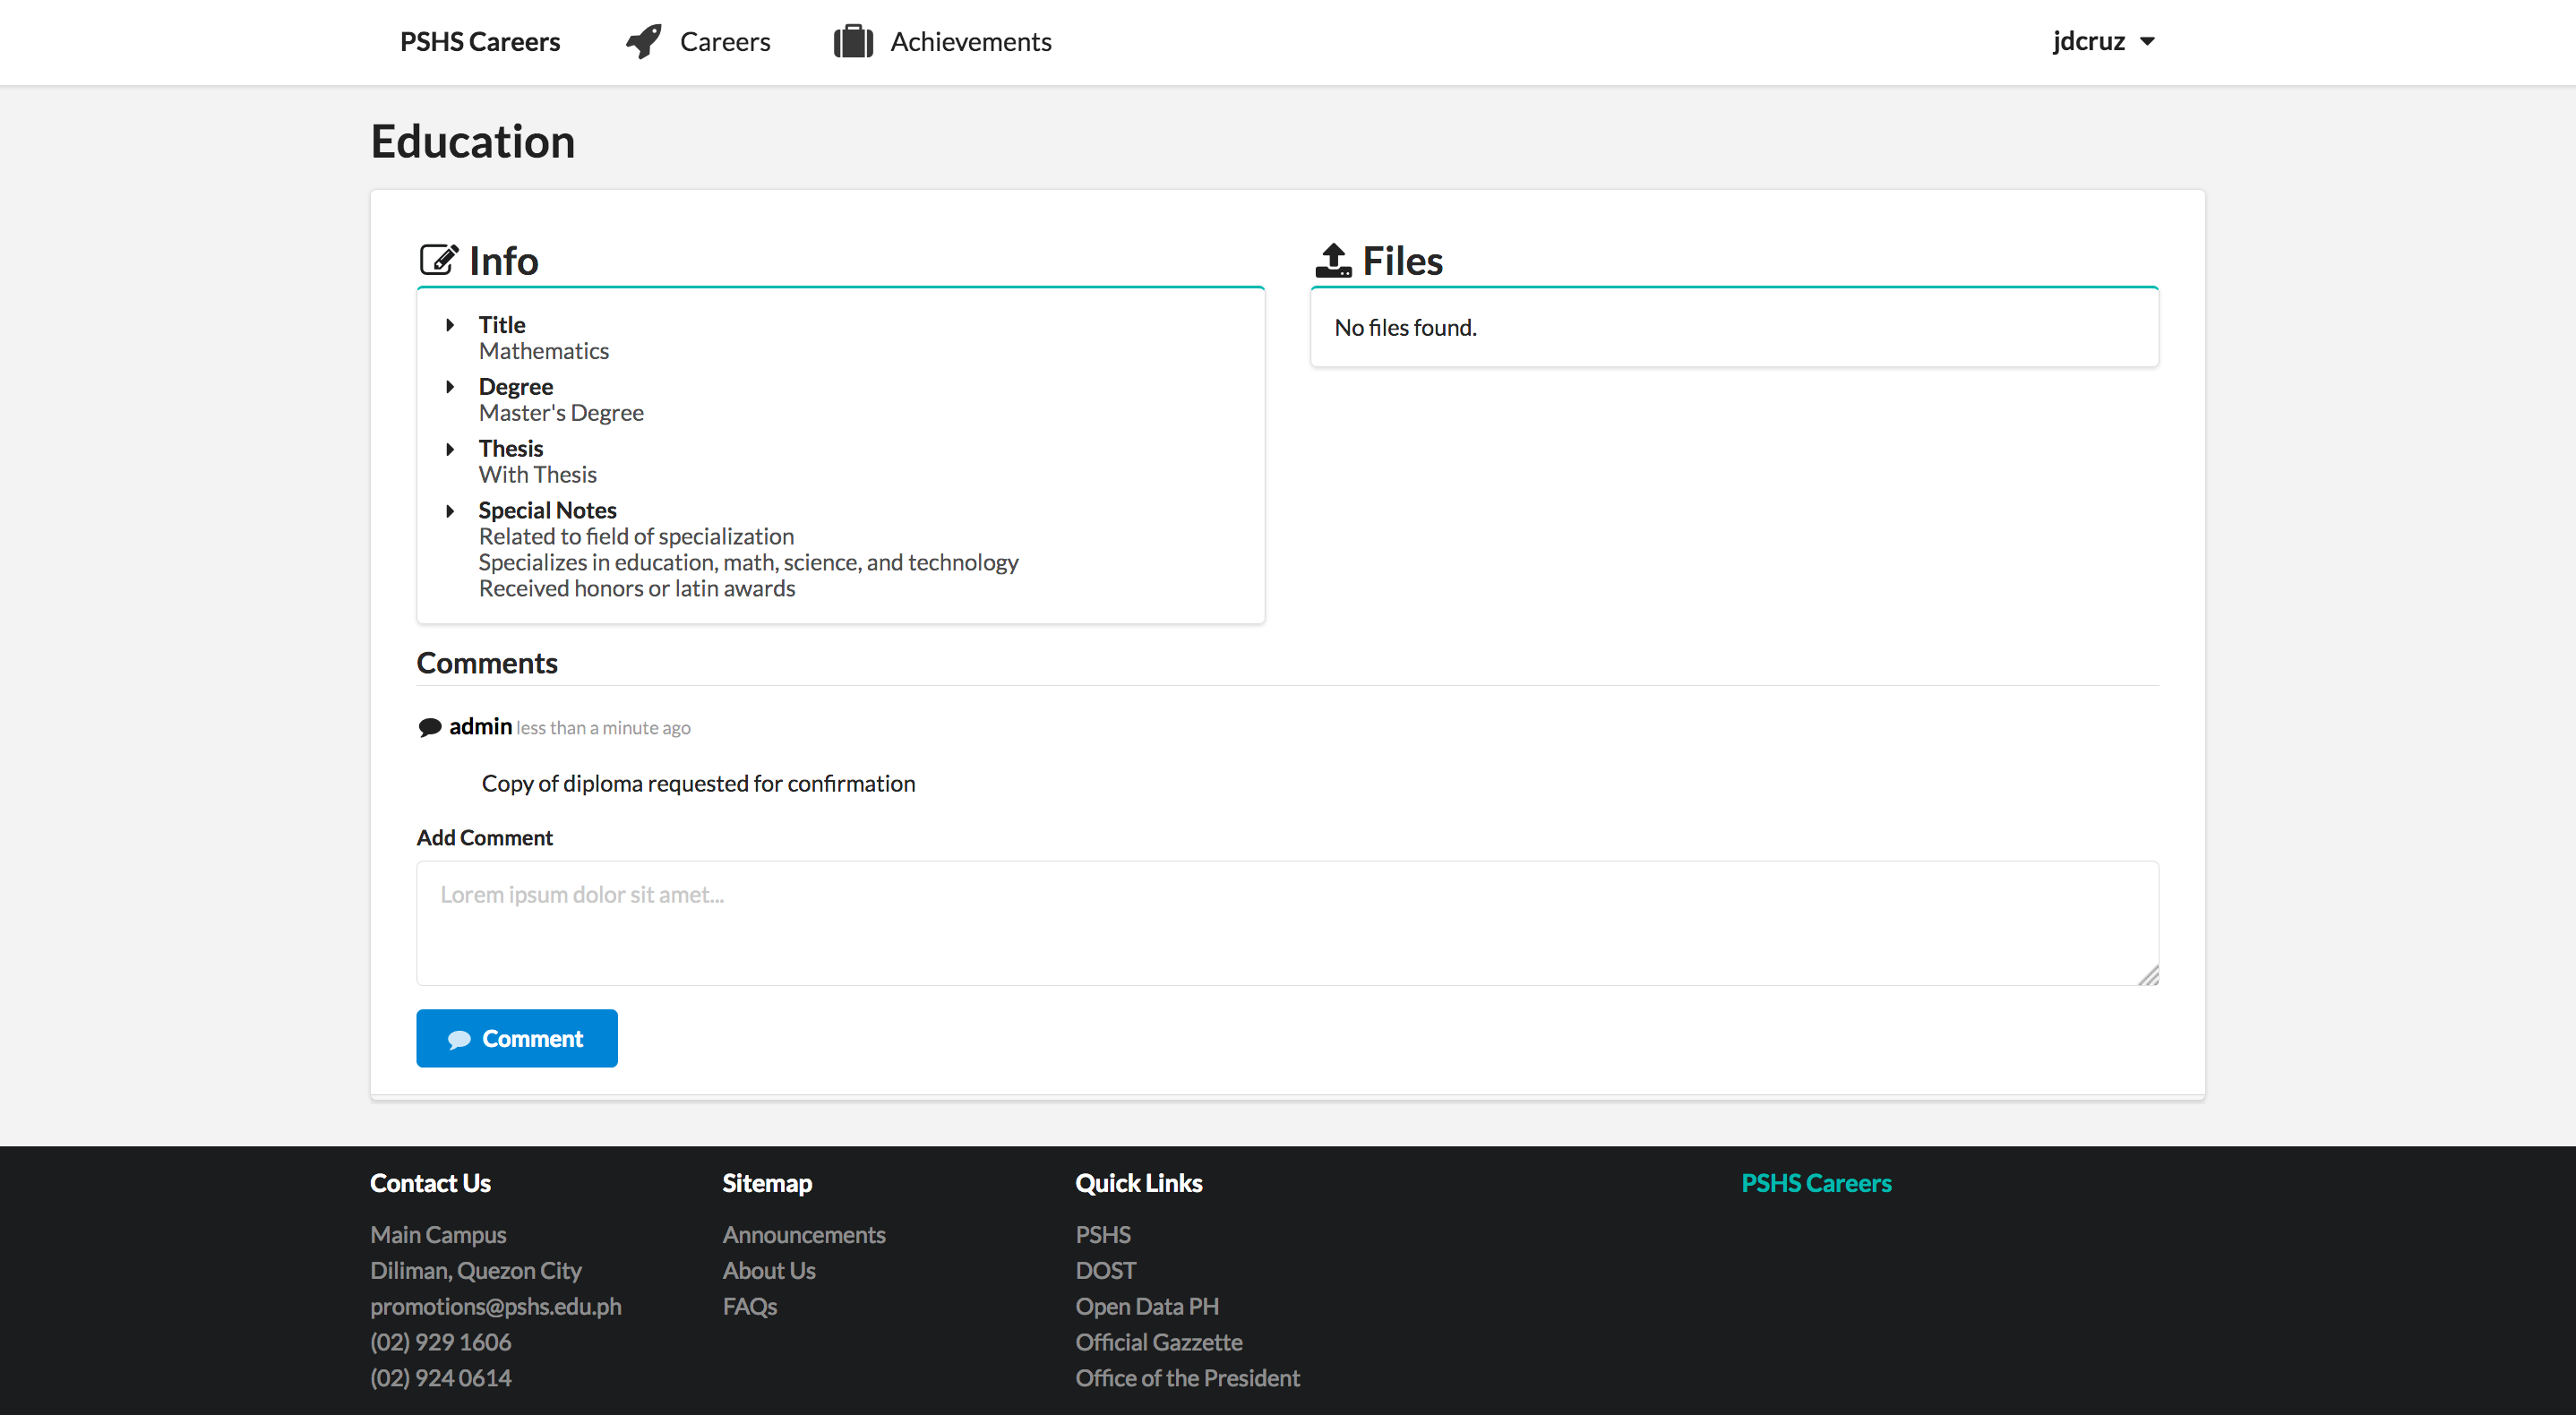 PSHS Careers Careers Achievements jdcruz
Education
Info
Title
Mathematics
Degree
Master's Degree
Thesis
With Thesis
Special Notes
Related to field of specialization
Specializes in education, math, science, and technology
Received honors or latin awards
Files
No files found.
Comments
admin less than a minute ago
Copy of diploma requested for confirmation
Add Comment
Lorem ipsum dolor sit amet...
Comment
Contact Us
Main Campus
Diliman, Quezon City
promotions@pshs.edu.ph
(02) 929 1606
(02) 924 0614
Sitemap
Announcements
About Us
FAQs
Quick Links
PSHS
DOST
Open Data PH
Official Gazzette
Office of the President
PSHS Careers